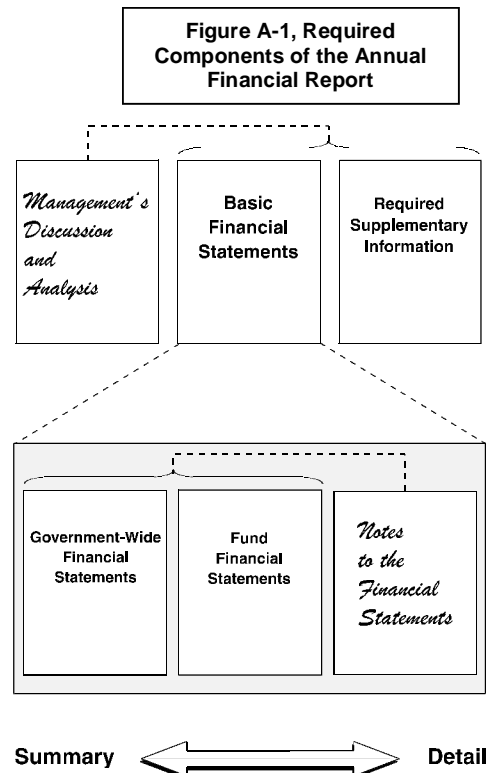 Figure A-1, Required
Components of the Annual
Financial Report
Management's
Discussion
and
Analysis
Basic
Financial
Statements
Required
Supplementary
Information
Government-Wide
Financial
Statements
Fund
Financial
Statements
Notes
to the
Financial
Statements
Summary
Detail